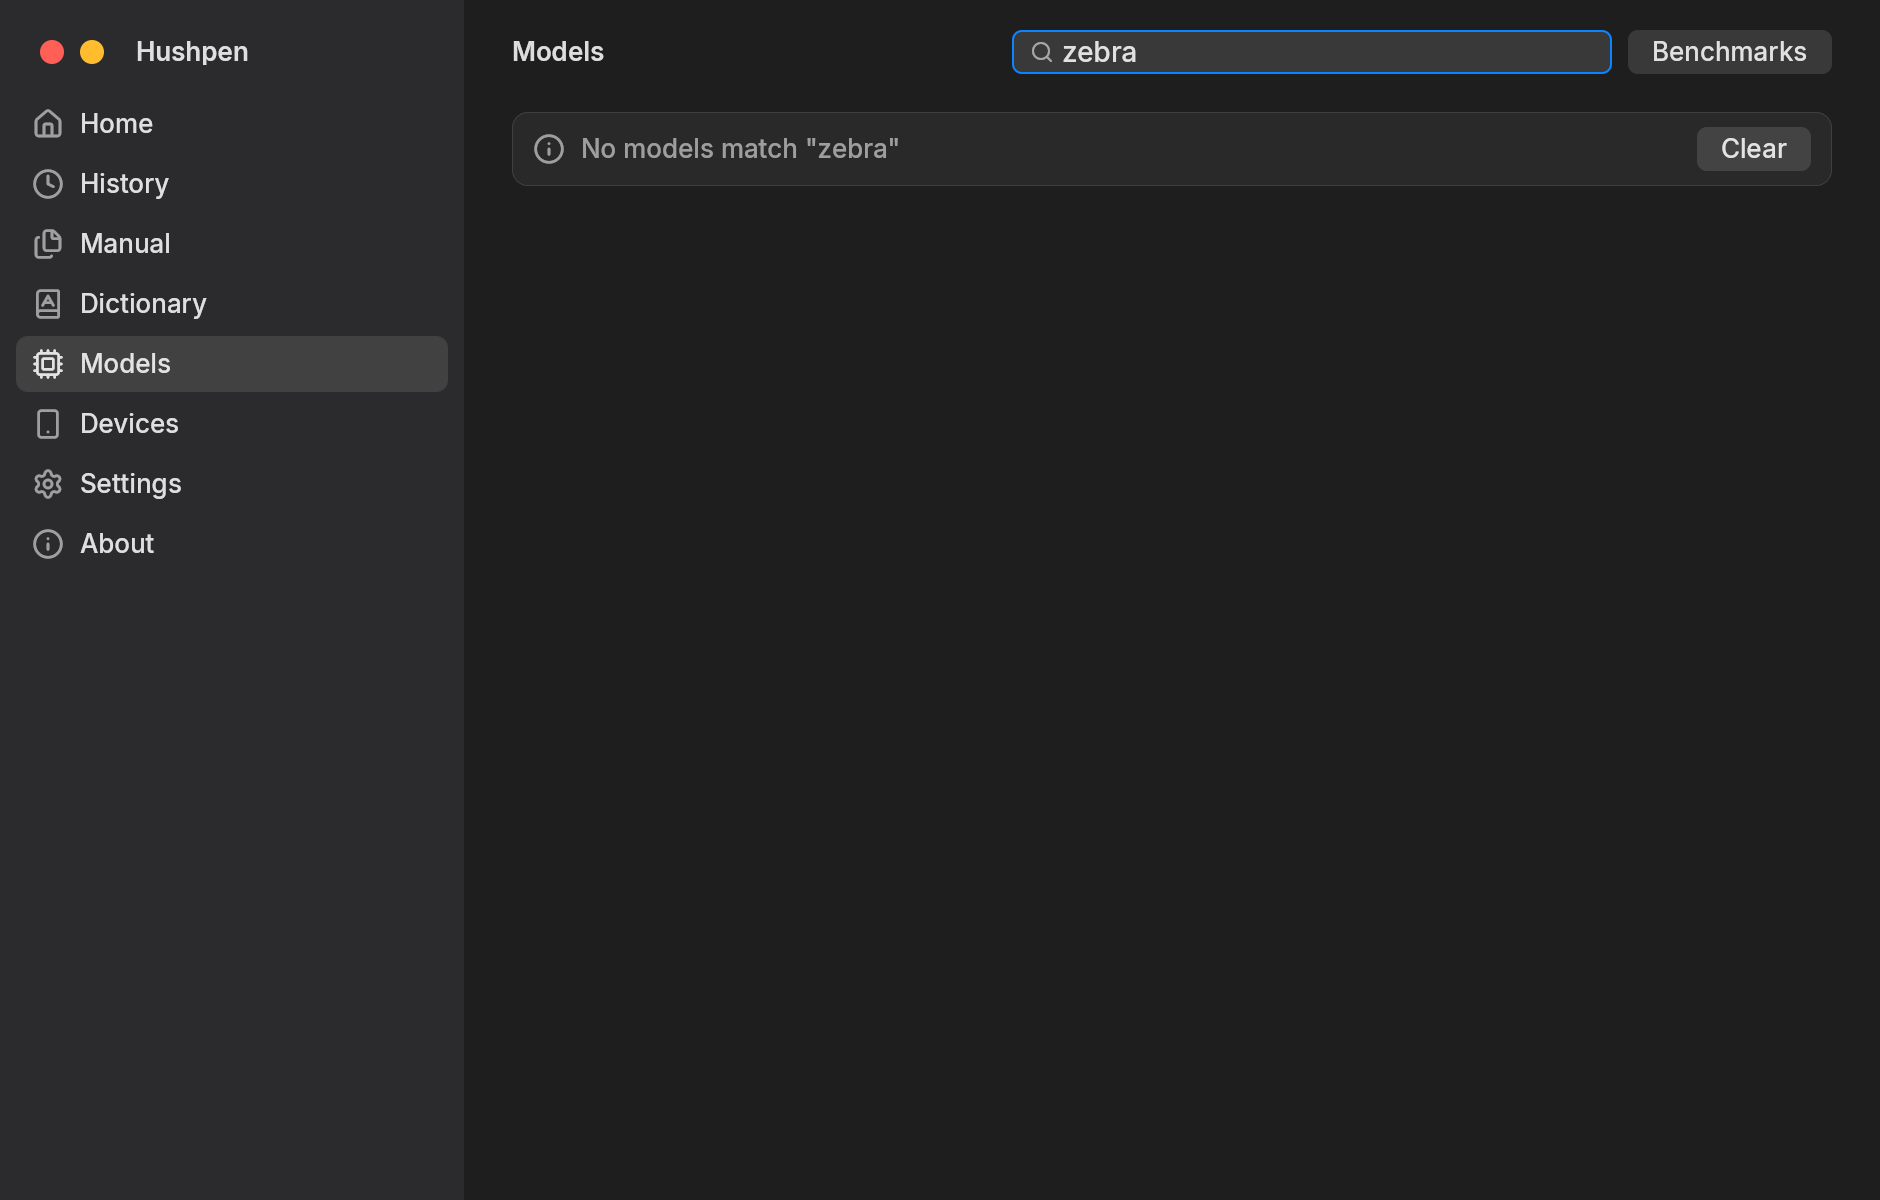 Hushpen
Home
History
Manual
Dictionary
Models
Devices
Settings
About
Models
zebra
Benchmarks
No models match "zebra"
Clear